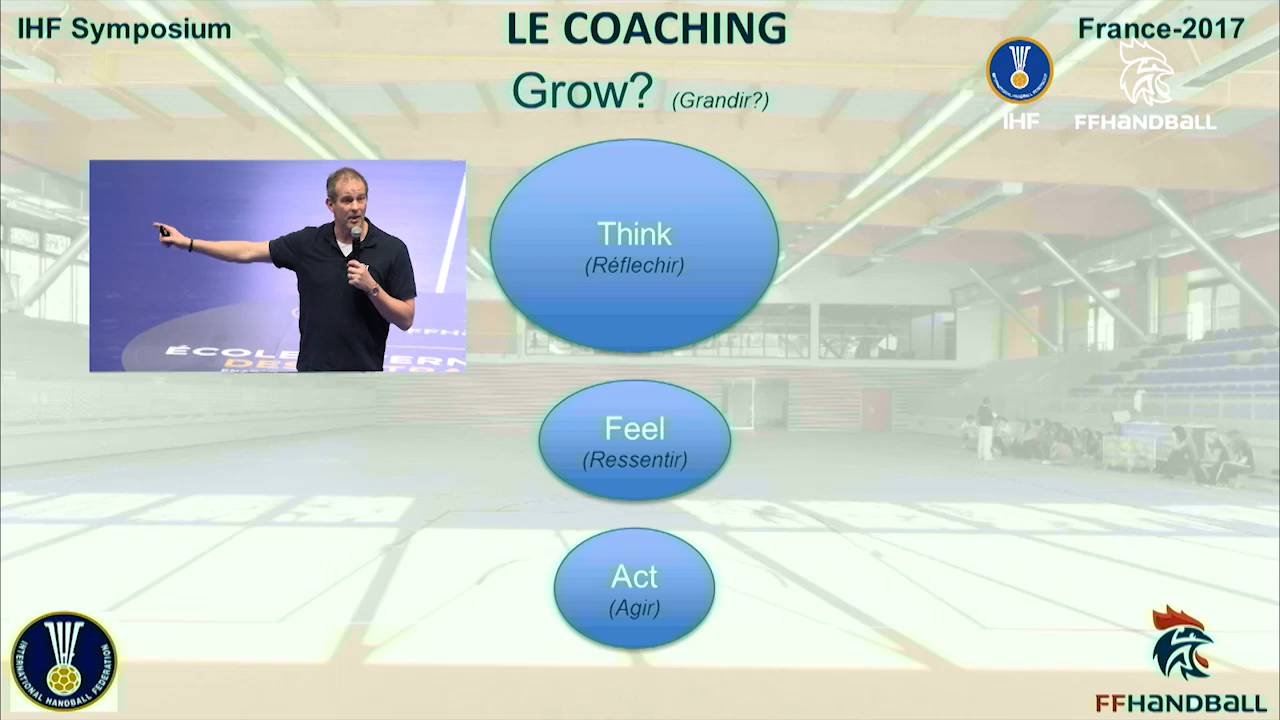 IHF Symposium
LE COACHING
France-2017
Grow? (Grandir?)
IHF
FFHANDBALL
Think
(Réflechir)
ÉCOLE
Feel
(Ressentir)
Act
(Agir)
INTERNATIONAL HANDBALL FEDERATION
FFHANDBALL